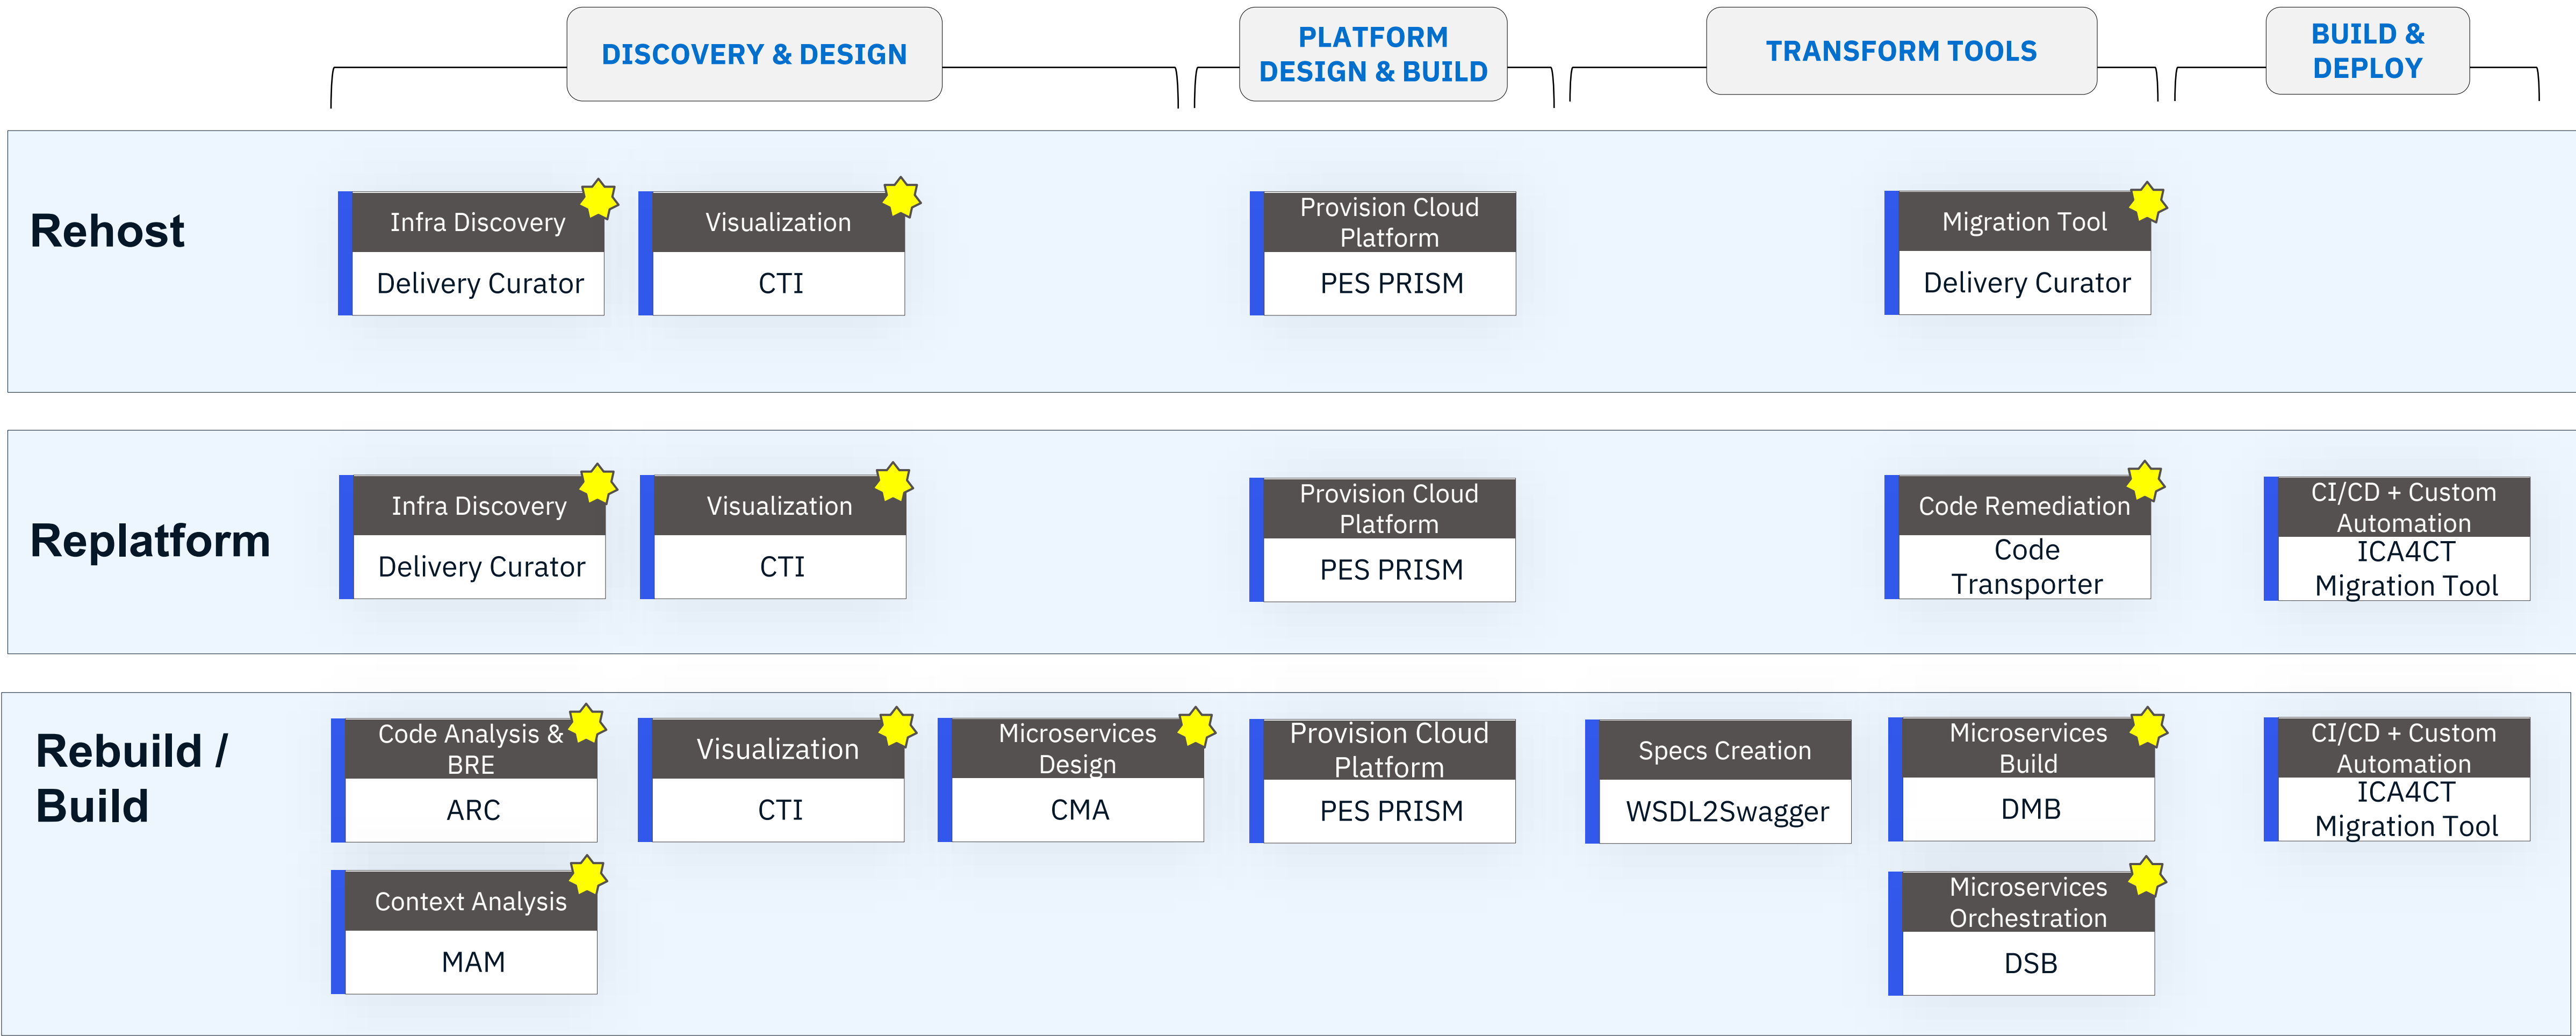 DISCOVERY & DESIGN
PLATFORM
DESIGN & BUILD
TRANSFORM TOOLS
BUILD &
DEPLOY
Rehost
Infra Discovery
Delivery Curator
Visualization
CTI
Provision Cloud
Platform
PES PRISM
Migration Tool
Delivery Curator
Replatform
Infra Discovery
Delivery Curator
Visualization
CTI
Provision Cloud
Platform
PES PRISM
Code Remediation
Code
Transporter
CI/CD + Custom
Automation
ICA4CT
Migration Tool
Rebuild /
Build
Code Analysis &
BRE
ARC
Visualization
CTI
Microservices
Design
CMA
Provision Cloud
Platform
PES PRISM
Specs Creation
WSDL2Swagger
Microservices
Build
DMB
CI/CD + Custom
Automation
ICA4CT
Migration Tool
Context Analysis
MAM
Microservices
Orchestration
DSB